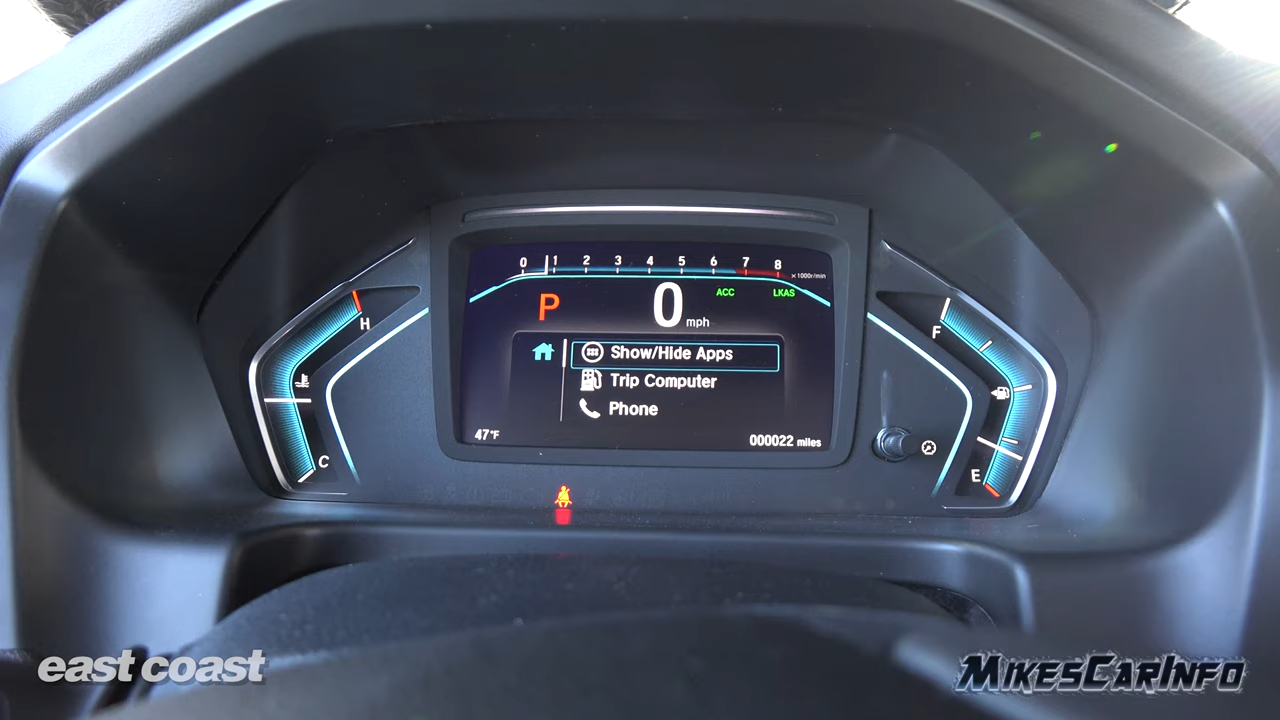 0 1 2 3 4 5 6 7 8 x1000r/min
P 0 mph ACC LKAS
H
F
Show/Hide Apps
Trip Computer
Phone
47°F
000022 miles
C
E
east coast
MIKESCARINFO